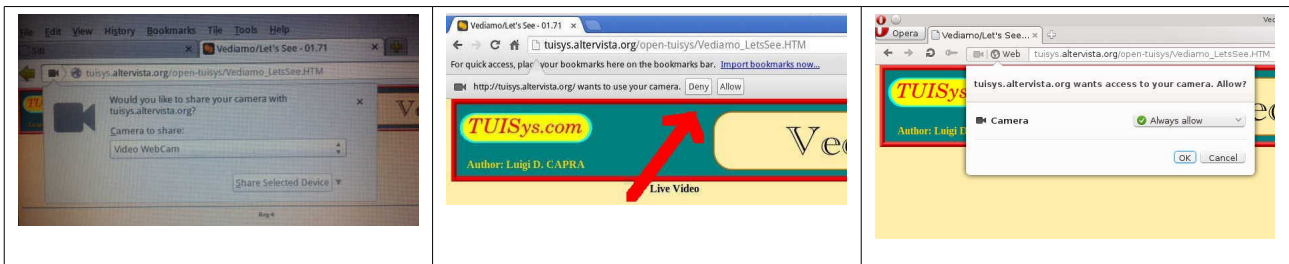 File Edit View History Bookmarks Tile Tools Help
Vediamo/Let's See - 01.71
tuisys.altervista.org/open-tuisys/Vediamo_LetsSee.HTM
Would you like to share your camera with
tuisys.altervista.org?
Camera to share:
Video WebCam
Share Selected Device
Vediamo/Let's See - 01.71
tuisys.altervista.org/open-tuisys/Vediamo_LetsSee.HTM
For quick access, plac your bookmarks here on the bookmarks bar. Import bookmarks now...
http://tuisys.altervista.org/ wants to use your camera. Deny Allow
TUISys.com
Author: Luigi D. CAPRA
Ved
Live Video
Ved
Opera Vediamo/Let's See...
Web tuisys.altervista.org/open-tuisys/Vediamo_LetsSee.HTM
tuisys.altervista.org wants access to your camera. Allow?
TUISy
Camera Always allow
Author: Luigi D
OK Cancel